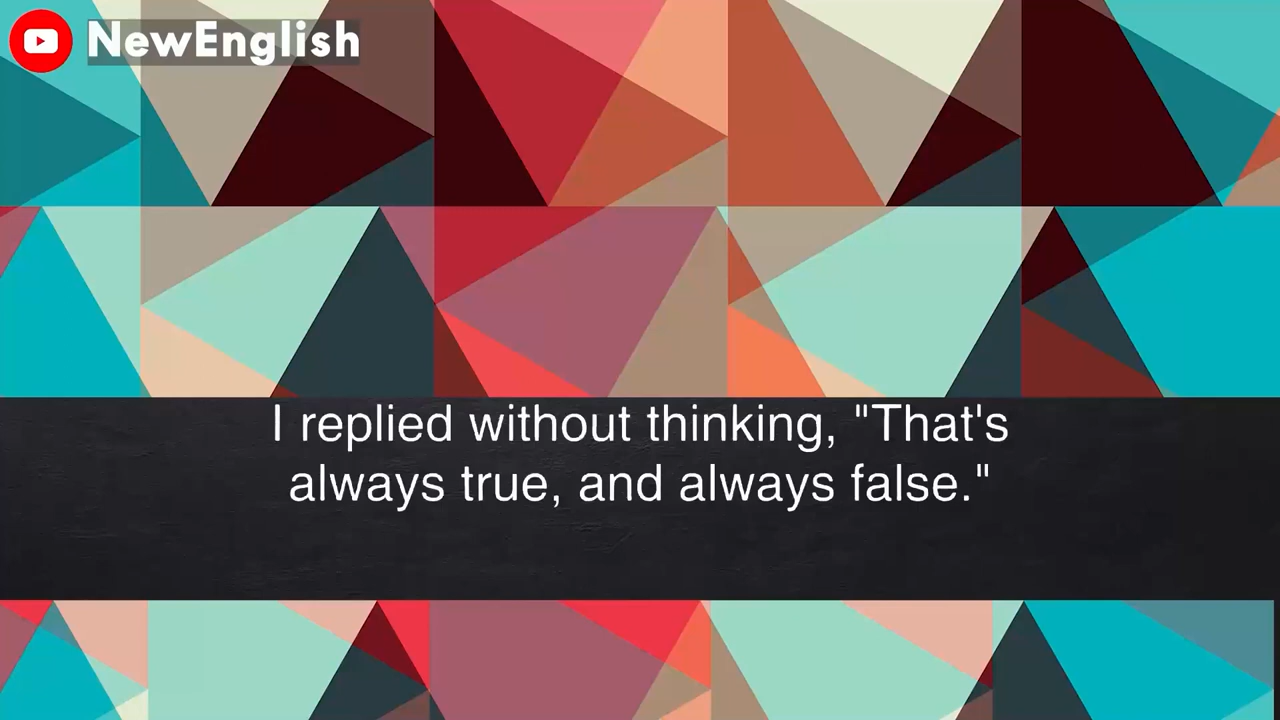 NewEnglish
I replied without thinking, "That's
always true, and always false."